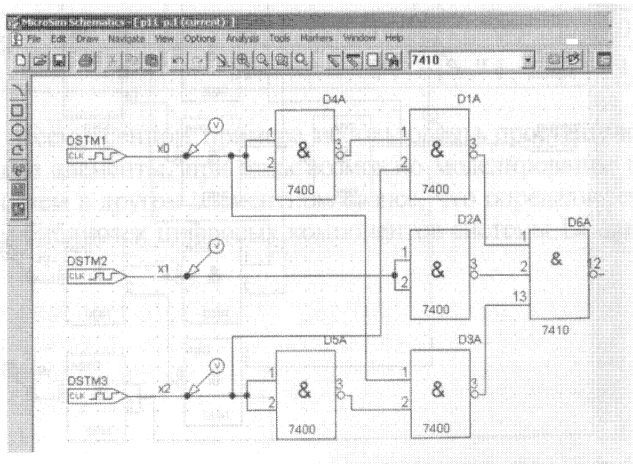 MicroSim Schematics - [ p1 p.1 (current) ]
File Edit Draw Navigate View Options Analysis Tools Markers Window Help
7410
D4A
D1A
DSTM1
x0
V
1
2
&
3
7400
1
2
&
3
7400
CLK
D2A
D6A
DSTM2
x1
V
1
2
&
3
7400
1
2
13
&
12
7410
CLK
D5A
D3A
DSTM3
x2
V
1
2
&
3
7400
1
2
&
3
7400
CLK